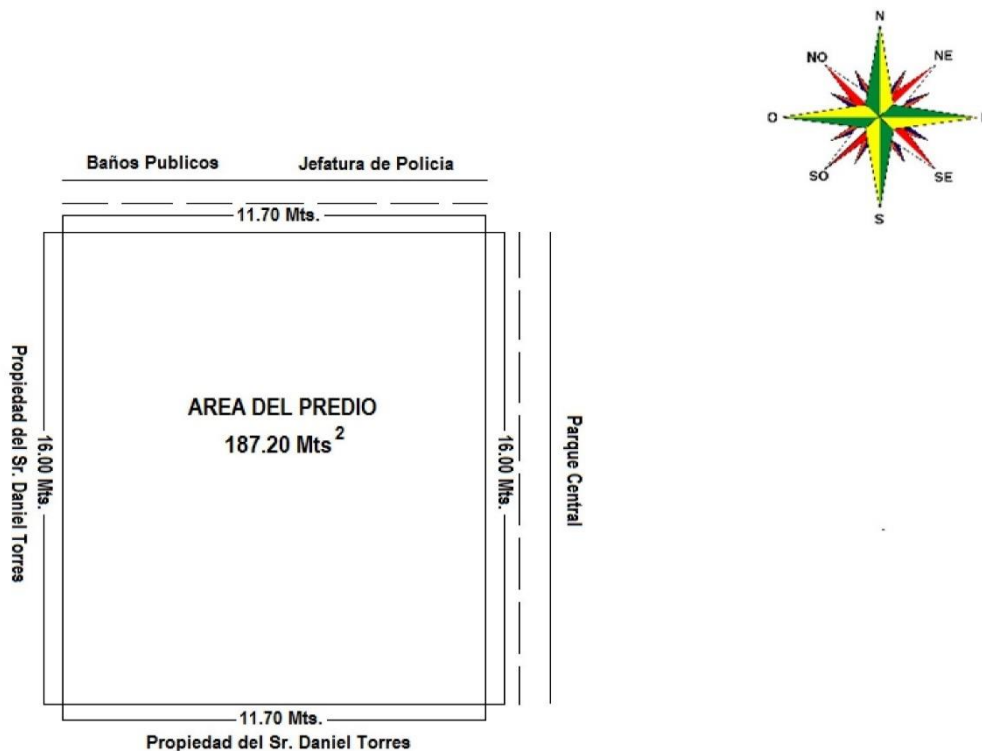 N
NO
NE
O
SO
SE
S
Baños Publicos
Jefatura de Policia
11.70 Mts.
Propiedad del Sr. Daniel Torres
16.00 Mts.
AREA DEL PREDIO
187.20 Mts 2
16.00 Mts.
Parque Central
11.70 Mts.
Propiedad del Sr. Daniel Torres